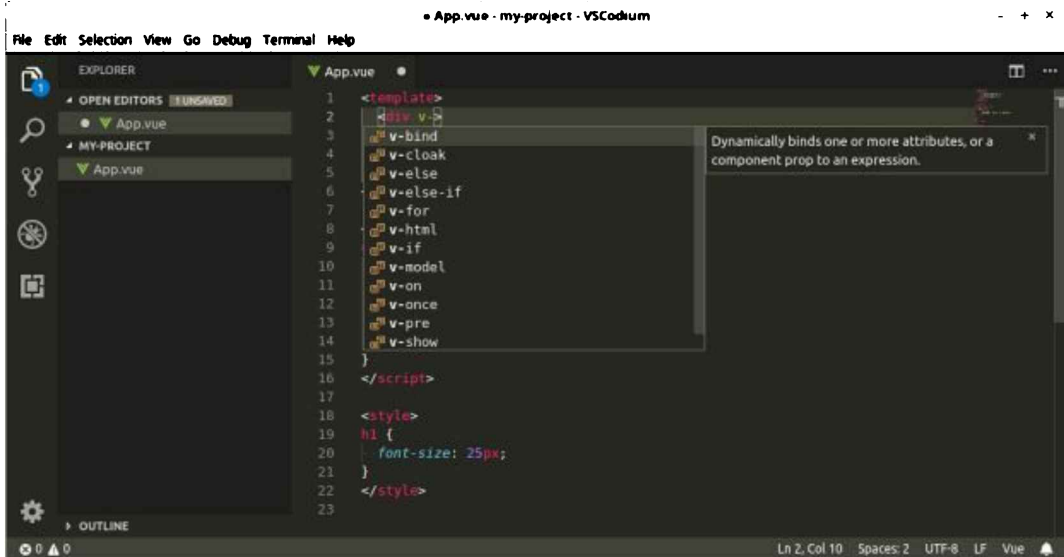 App.vue - my-project - VSCodium
File Edit Selection View Go Debug Terminal Help
EXPLORER
OPEN EDITORS 1 UNSAVED
App.vue
MY-PROJECT
App.vue
OUTLINE
1
App.vue
1 <template>
2 <div v->
3 v-bind
4 v-cloak
5 v-else
6 v-else-if
7 v-for
8 v-html
9 v-if
10 v-model
11 v-on
12 v-once
13 v-pre
14 v-show
Dynamically binds one or more attributes, or a
component prop to an expression.
15 }
16 </script>
17
18 <style>
19 h1 {
20 font-size: 25px;
21 }
22 </style>
23
0 0
Ln 2, Col 10 Spaces: 2 UTF-8 LF Vue